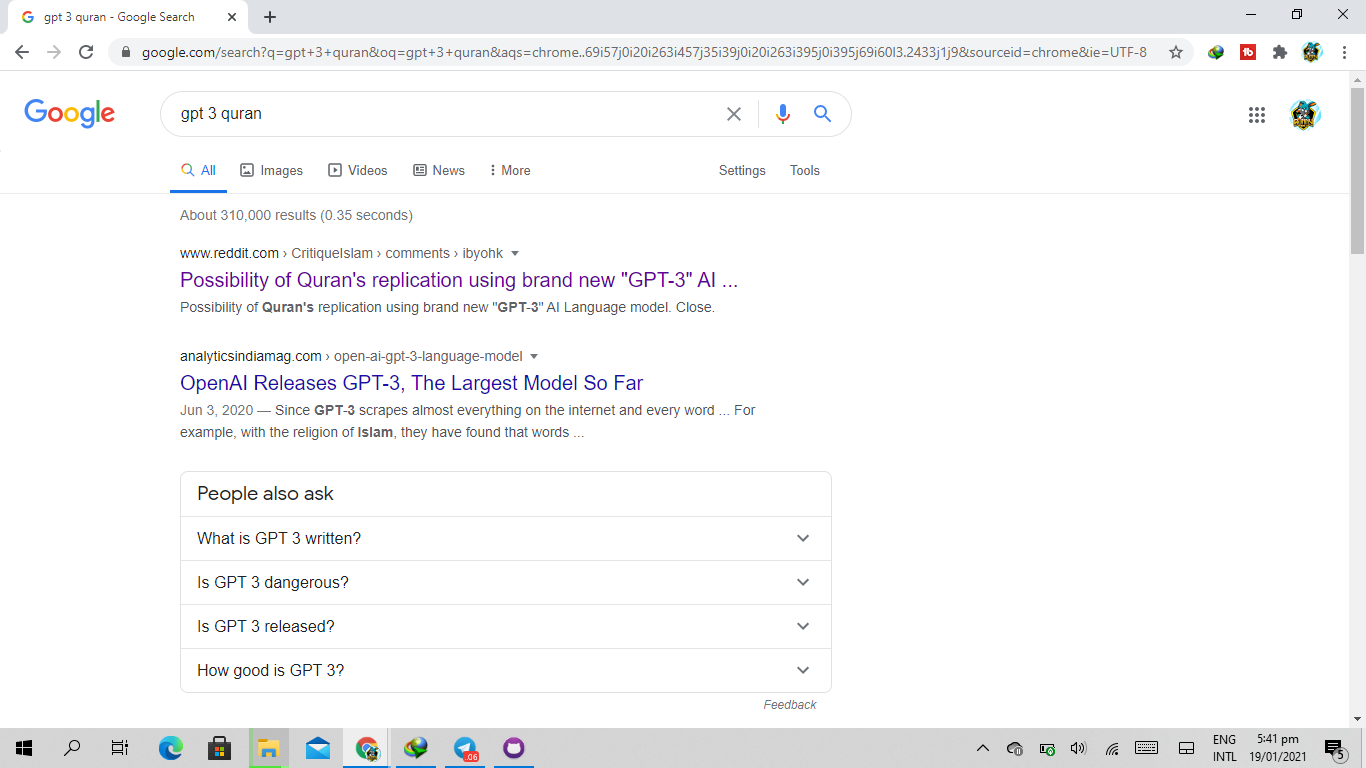 gpt 3 quran - Google Search
google.com/search?q=gpt+3+quran&oq=gpt+3+quran&aqs=chrome..69i57j0i20i263i457j35i39j0i20i263i395j0i395j69i60l3.2433j1j9&sourceid=chrome&ie=UTF-8
Google
gpt 3 quran
All Images Videos News More Settings Tools
About 310,000 results (0.35 seconds)
www.reddit.com › CritiqueIslam › comments › ibyohk
Possibility of Quran's replication using brand new "GPT-3" AI ...
Possibility of Quran's replication using brand new "GPT-3" AI Language model. Close.
analyticsindiamag.com › open-ai-gpt-3-language-model
OpenAI Releases GPT-3, The Largest Model So Far
Jun 3, 2020 — Since GPT-3 scrapes almost everything on the internet and every word ... For
example, with the religion of Islam, they have found that words ...
People also ask
What is GPT 3 written?
Is GPT 3 dangerous?
Is GPT 3 released?
How good is GPT 3?
Feedback
ENG 5:41 pm
INTL 19/01/2021 5